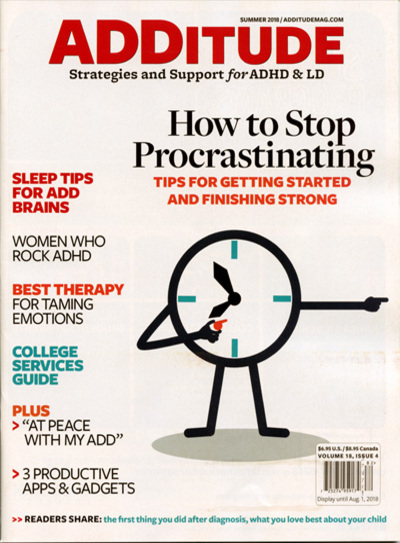 SUMMER 2018 / ADDITUDEMAG.COM
ADDITUDE
Strategies and Support for ADHD & LD
How to Stop
Procrastinating
TIPS FOR GETTING STARTED
AND FINISHING STRONG
SLEEP TIPS
FOR ADD
BRAINS
WOMEN WHO
ROCK ADHD
BEST THERAPY
FOR TAMING
EMOTIONS
COLLEGE
SERVICES
GUIDE
PLUS
> “AT PEACE
WITH MY ADD”
> 3 PRODUCTIVE
APPS & GADGETS
$6.95 U.S. / $8.95 Canada
VOLUME 18, ISSUE 4
Display until Aug. 1, 2018
>> READERS SHARE: the first thing you did after diagnosis, what you love best about your child